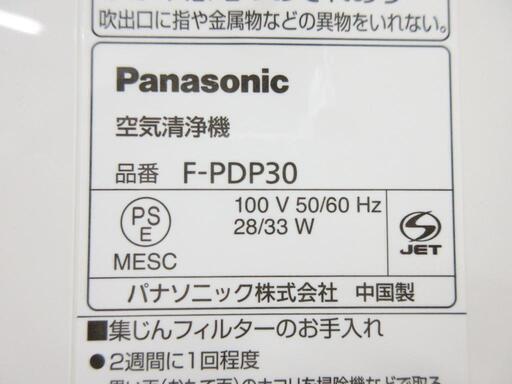 吹出口に指や金属物などの異物をいれない。
Panasonic
空気清浄機
品番 F-PDP30
PS
E
MESC
100 V 50/60 Hz
28/33 W
S
JET
パナソニック株式会社 中国製
■集じんフィルターのお手入れ
●2週間に1回程度